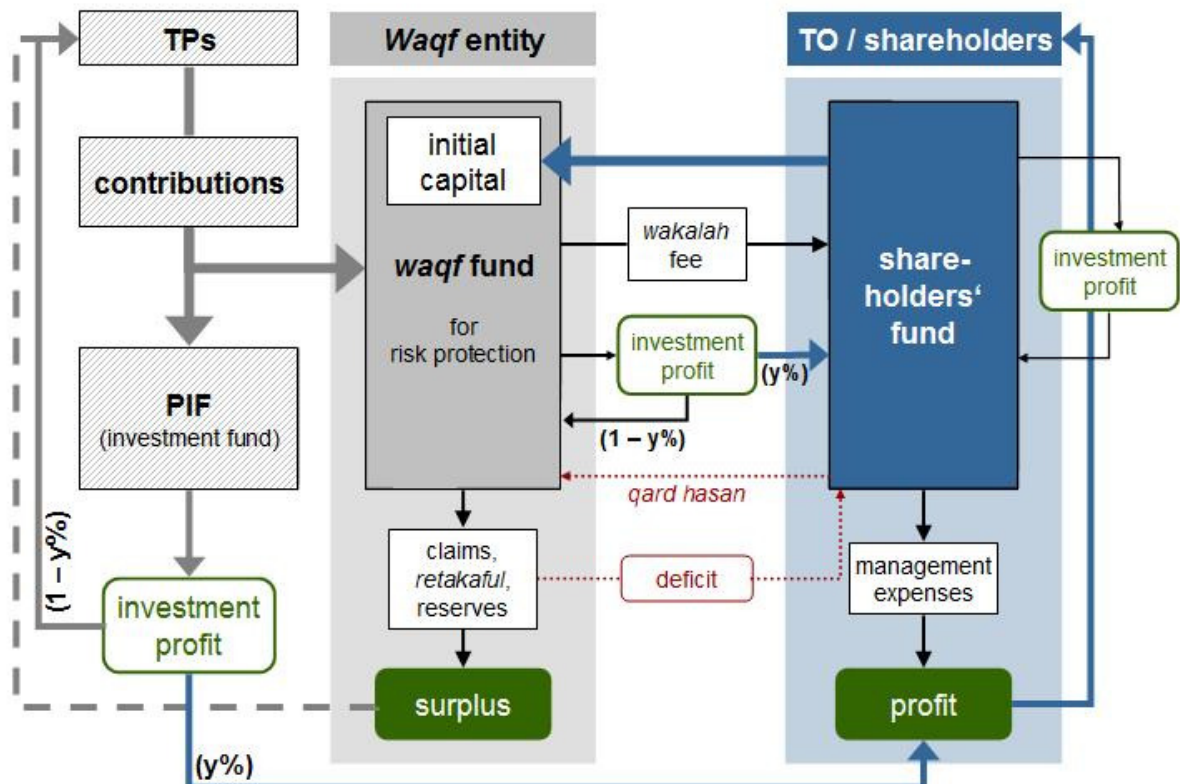 TPs
Waqf entity
TO / shareholders
contributions
initial
capital
wakalah
fee
waqf fund
for
risk protection
share-
holders‘
fund
investment
profit
investment
profit
(y%)
(1 – y%)
PIF
(investment fund)
qard hasan
(1 – y%)
claims,
retakaful,
reserves
deficit
management
expenses
investment
profit
surplus
profit
(y%)